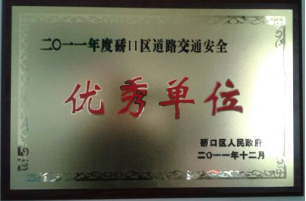 二〇一一年度硚口区道路交通安全
优秀单位
硚口区人民政府
二〇一一年十二月